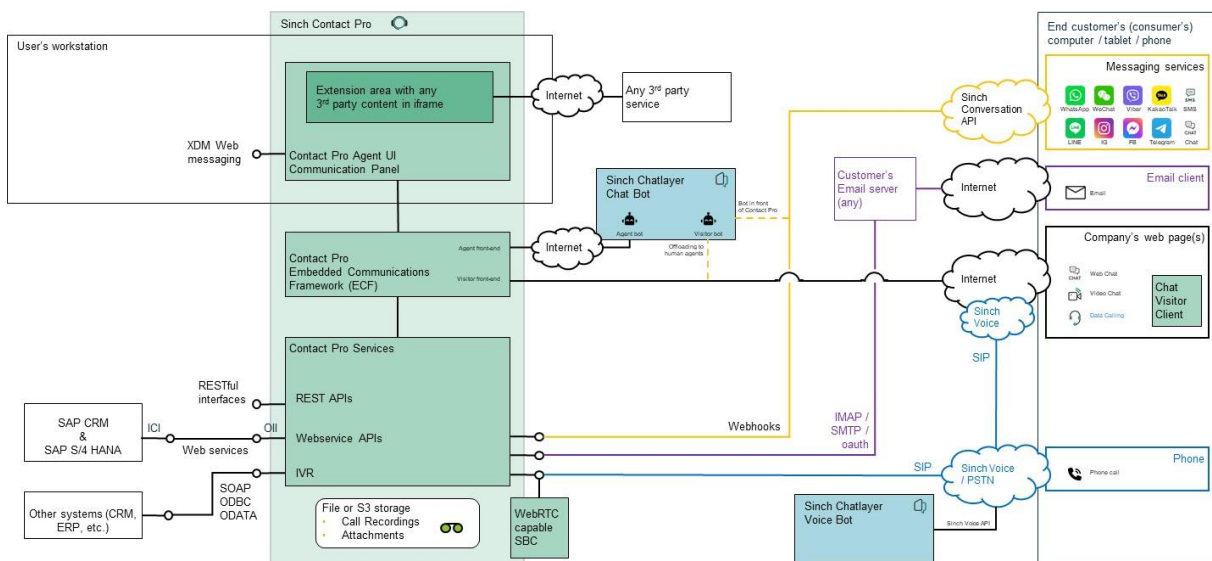 Sinch Contact Pro
User's workstation
Extension area with any
3rd party content in iframe
Internet
Any 3rd party
service
XDM Web
messaging
Contact Pro Agent UI
Communication Panel
Sinch Chatlayer
Chat Bot
Agent bot
Visitor bot
Bot in front
of Contact Pro
Offloading to
human agents
Internet
Agent front-end
Contact Pro
Embedded Communications
Framework (ECF)
Visitor front-end
Contact Pro Services
RESTful
interfaces
REST APIs
SAP CRM
&
SAP S/4 HANA
ICI
OII
Web services
Webservice APIs
IVR
SOAP
ODBC
ODATA
Other systems (CRM,
ERP, etc.)
File or S3 storage
Call Recordings
Attachments
WebRTC
capable
SBC
Webhooks
IMAP /
SMTP /
oauth
SIP
Customer's
Email server
(any)
Sinch
Conversation
API
Internet
Internet
Sinch
Voice
SIP
Sinch Voice
/ PSTN
Sinch Chatlayer
Voice Bot
Sinch Voice API
End customer's (consumer's)
computer / tablet / phone
Messaging services
WhatsApp WeChat Viber KakaoTalk SMS
LINE IG FB Telegram Chat
Email client
Email
Company's web page(s)
CHAT
Web Chat
Video Chat
Data Calling
Chat
Visitor
Client
Phone
Phone call